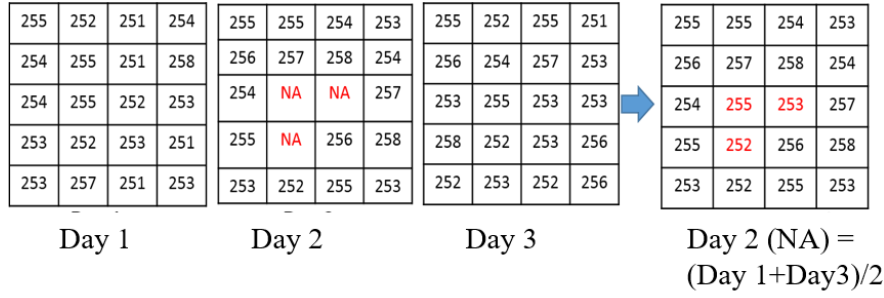 255 252 251 254
254 255 251 258
254 255 252 253
253 252 253 251
253 257 251 253
Day 1
255 255 254 253
256 257 258 254
254 NA NA 257
255 NA 256 258
253 252 255 253
Day 2
255 252 255 251
256 254 257 253
253 255 253 253
258 252 253 256
252 253 252 256
Day 3
255 255 254 253
256 257 258 254
254 255 253 257
255 252 256 258
253 252 255 253
Day 2 (NA) =
(Day 1+Day3)/2